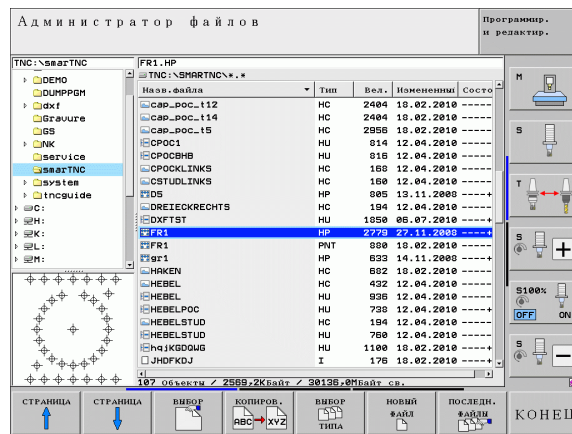 Администратор файлов
Программир.
и редактир.
TNC:\smarTNC
FR1.HP
DEMO
DUMPPGM
dxf
Gravure
GS
NK
service
smarTNC
system
tncguide
C:
H:
K:
L:
M:
TNC:\SMARTNC\*.*
Назв.файла Тип Вел. Измененны Состо
cap_poc_t12 HC 2404 18.02.2010 -----
cap_poc_t14 HC 2404 18.02.2010 -----
cap_poc_t5 HC 2956 18.02.2010 -----
CPOC1 HU 814 12.04.2010 -----
CPOCBHB HU 816 12.04.2010 -----
CPOCKLINKS HC 168 12.04.2010 -----
CSTUDLINKS HC 160 12.04.2010 -----
D5 HP 805 13.11.2008 ----+
DREIECKRECHTS HC 194 12.04.2010 -----
DXFTST HU 1850 06.07.2010 ----+
FR1 HP 2779 27.11.2008 ----+
FR1 PNT 880 18.02.2010 -----
gr1 HP 633 14.11.2008 ----+
HAKEN HC 682 18.02.2010 -----
HEBEL HC 432 12.04.2010 -----
HEBEL HU 936 12.04.2010 -----
HEBELPOC HU 738 12.04.2010 ----+
HEBELSTUD HC 194 12.04.2010 -----
HEBELSTUD HU 760 12.04.2010 -----
hqjKGDQWG HU 1100 18.02.2010 ----+
JHDFKDJ I 176 18.02.2010 ----+
107 Объекты / 2569,2КБайт / 30136,0МБайт св.
M
S
T
S
S100%
OFF ON
S
СТРАНИЦА
СТРАНИЦА
ВЫБОР
КОПИРОВ.
ABC XYZ
ВЫБОР
ТИПА
НОВЫЙ
ФАЙЛ
ПОСЛЕДН.
ФАЙЛЫ
КОНЕЦ